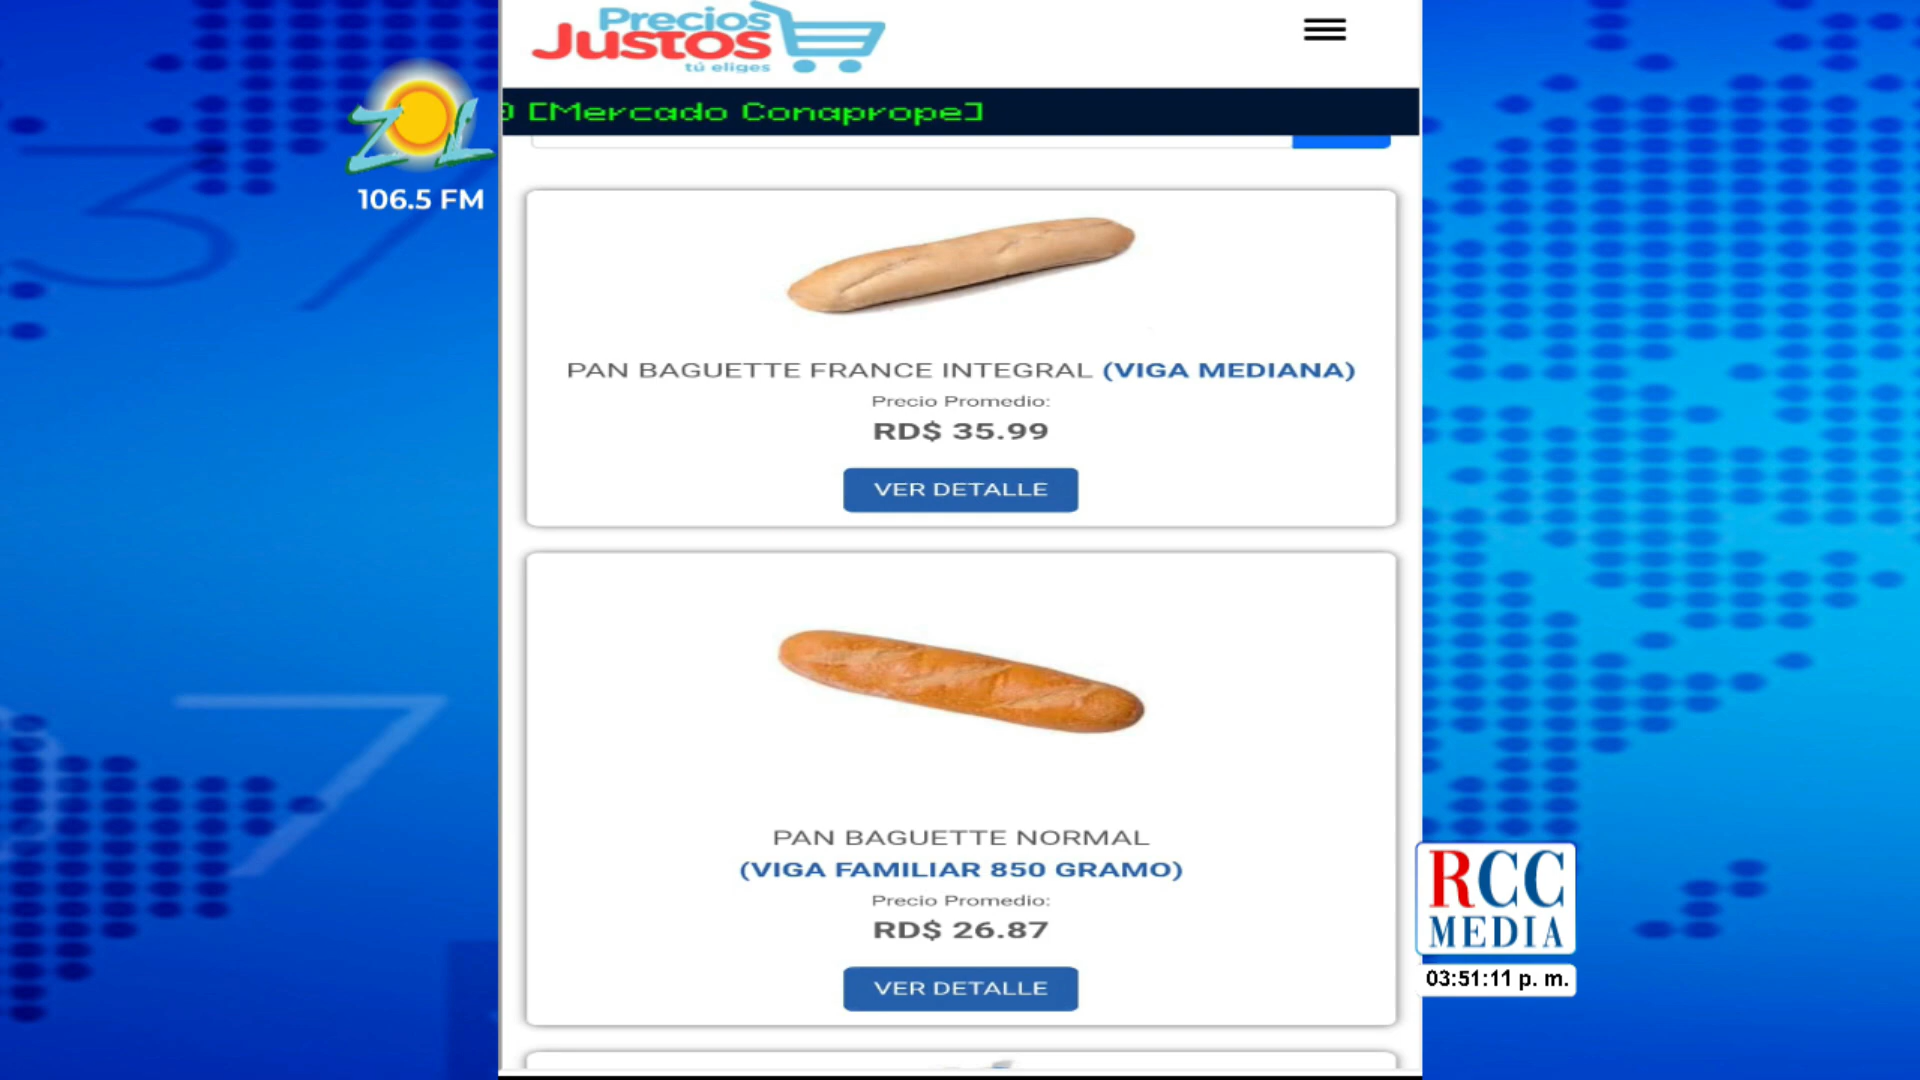 Precios
Justos
tú eliges
[Mercado Conaprope]
ZOL
106.5 FM
PAN BAGUETTE FRANCE INTEGRAL (VIGA MEDIANA)
Precio Promedio:
RD$ 35.99
VER DETALLE
PAN BAGUETTE NORMAL
(VIGA FAMILIAR 850 GRAMO)
Precio Promedio:
RD$ 26.87
VER DETALLE
RCC
MEDIA
03:51:11 p. m.